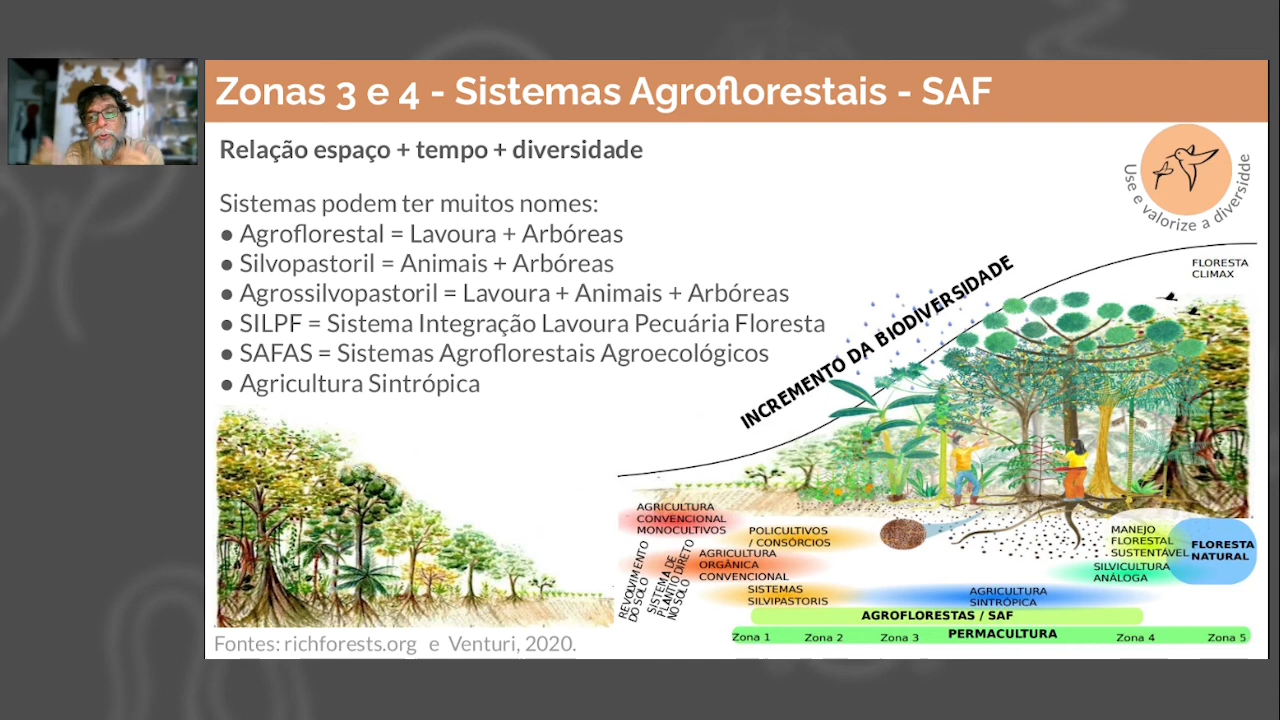 Zonas 3 e 4 - Sistemas Agroflorestais - SAF
Relação espaço + tempo + diversidade
Use e valorize a diversidde
Sistemas podem ter muitos nomes:
● Agroflorestal = Lavoura + Arbóreas
● Silvopastoril = Animais + Arbóreas
● Agrossilvopastoril = Lavoura + Animais + Arbóreas
● SILPF = Sistema Integração Lavoura Pecuária Floresta
● SAFAS = Sistemas Agroflorestais Agroecológicos
● Agricultura Sintrópica
INCREMENTO DA BIODIVERSIDADE
FLORESTA
CLIMAX
AGRICULTURA
CONVENCIONAL
MONOCULTIVOS
POLICULTIVOS
/ CONSÓRCIOS
AGRICULTURA
ORGÂNICA
CONVENCIONAL
REVOLVIMENTO
DO SOLO
SISTEMA DE
PLANTIO DIRETO
NO SOLO
SISTEMAS
SILVIPASTORIS
MANEJO
FLORESTAL
SUSTENTÁVEL
FLORESTA
NATURAL
SILVICULTURA
ANÁLOGA
AGRICULTURA
SINTRÓPICA
AGROFLORESTAS / SAF
Zona 1 Zona 2 Zona 3 PERMACULTURA Zona 4 Zona 5
Fontes: richforests.org e Venturi, 2020.